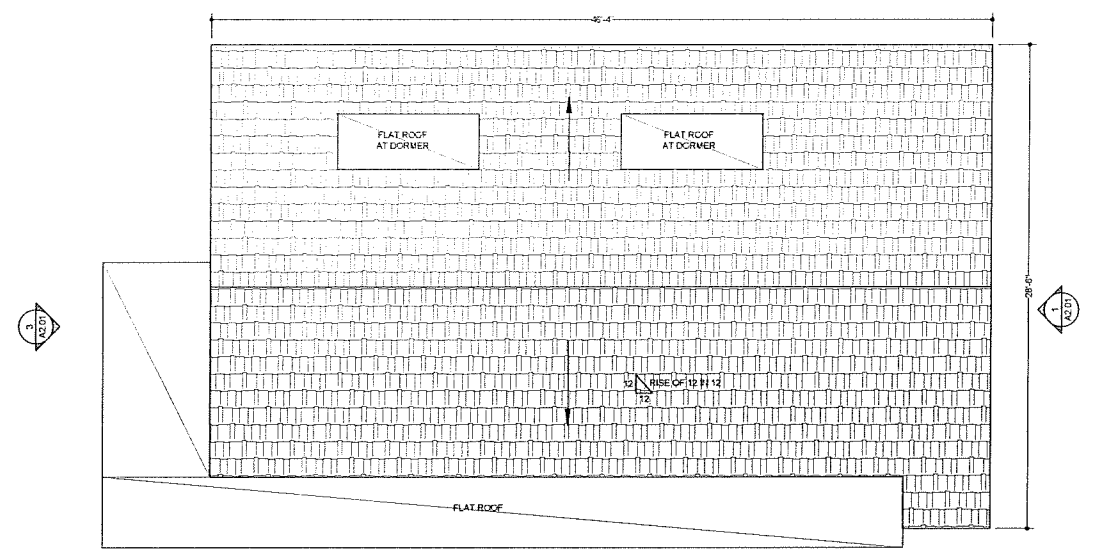 46'-4"
FLAT ROOF
AT DORMER
FLAT ROOF
AT DORMER
28'-6"
3
A2.01
1
A2.01
12
RISE OF 12 IN 12
12
FLAT ROOF